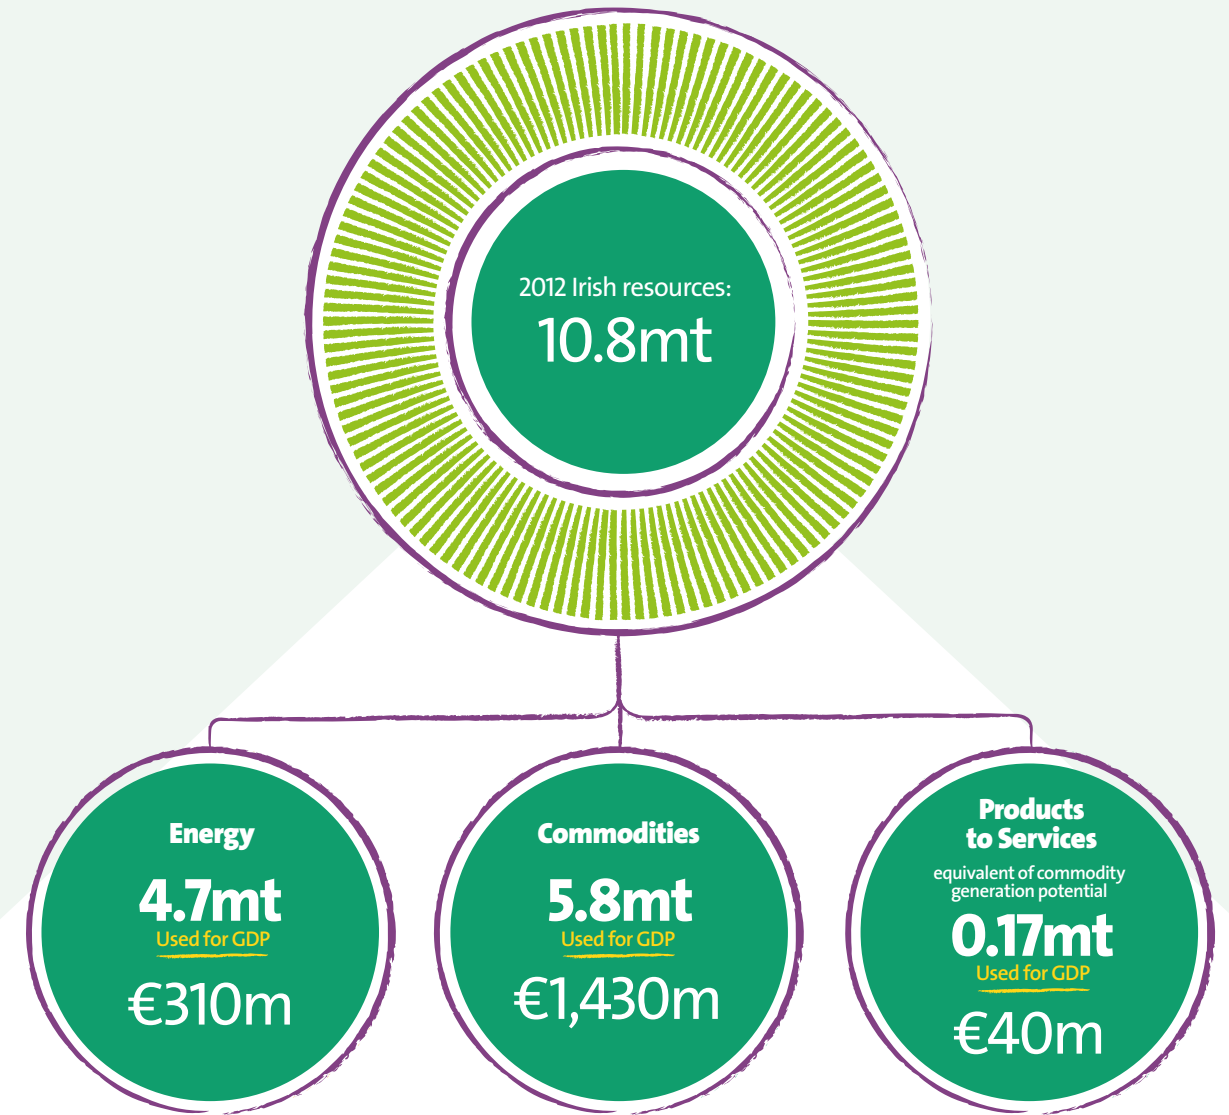 2012 Irish resources:
10.8mt
Energy
4.7mt
Used for GDP
€310m
Commodities
5.8mt
Used for GDP
€1,430m
Products
to Services
equivalent of commodity
generation potential
0.17mt
Used for GDP
€40m